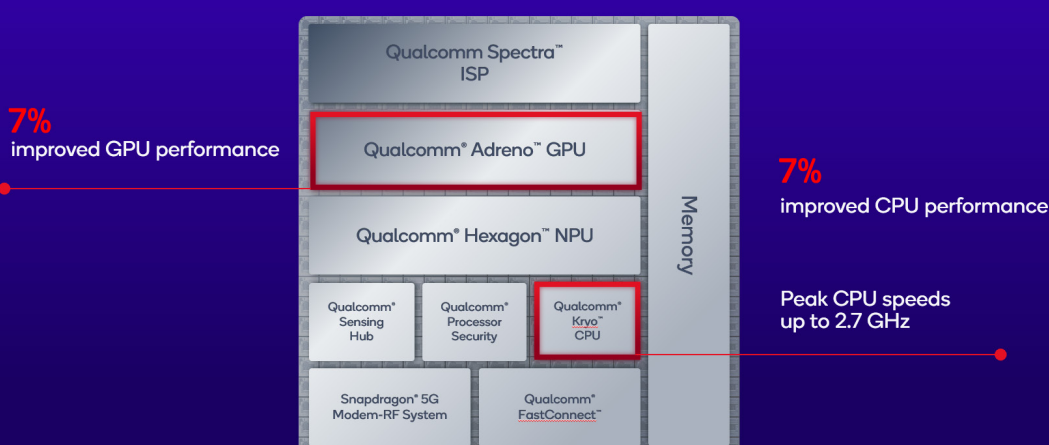 7%
improved GPU performance
Qualcomm Spectra™
ISP
Qualcomm® Adreno™ GPU
Qualcomm® Hexagon™ NPU
Qualcomm®
Sensing
Hub
Qualcomm®
Processor
Security
Qualcomm®
Kryo™
CPU
Snapdragon® 5G
Modem-RF System
Qualcomm®
FastConnect™
Memory
7%
improved CPU performance
Peak CPU speeds
up to 2.7 GHz